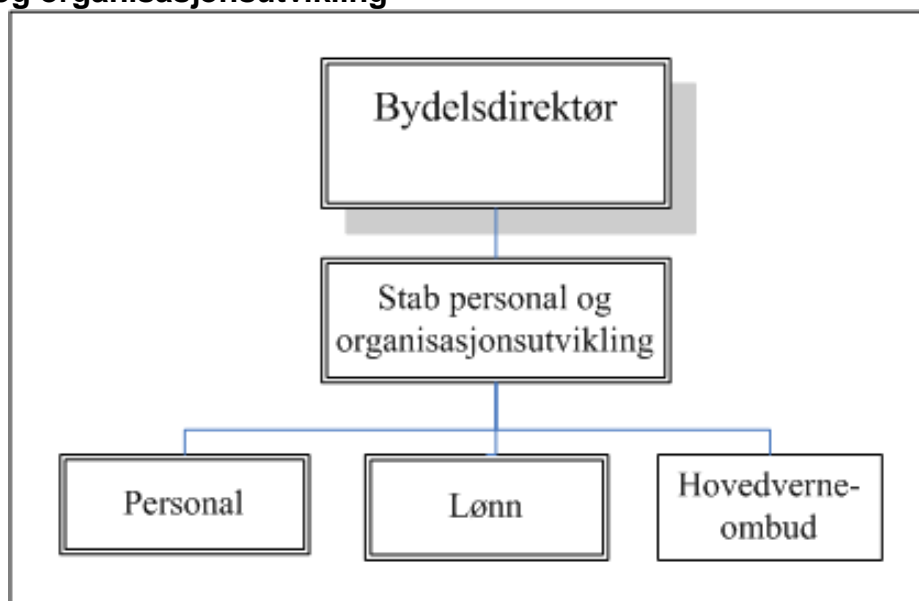 og organisasjonsutvikling
Bydelsdirektør
Stab personal og
organisasjonsutvikling
Personal
Lønn
Hovedverne-
ombud